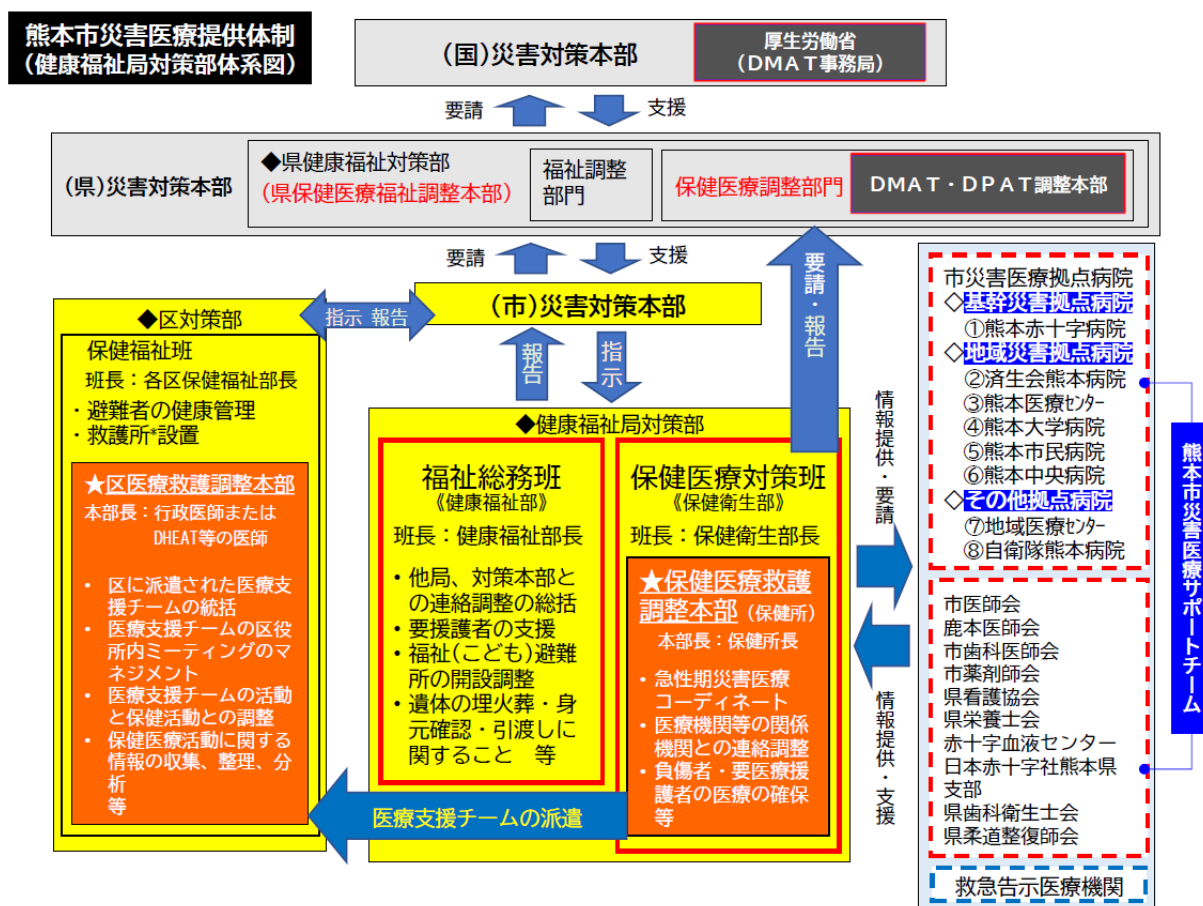 熊本市災害医療提供体制
(健康福祉局対策部体系図)
(国)災害対策本部
厚生労働省
(DMAT事務局)
要請
支援
(県)災害対策本部
◆県健康福祉対策部
(県保健医療福祉調整本部)
福祉調整
部門
保健医療調整部門
DMAT・DPAT調整本部
要請
支援
要請・報告
(市)災害対策本部
指示 報告
報告
指示
◆区対策部
保健福祉班
班長：各区保健福祉部長
・避難者の健康管理
・救護所*設置
★区医療救護調整本部
本部長：行政医師または
DHEAT等の医師
• 区に派遣された医療支
援チームの統括
• 医療支援チームの区役
所内ミーティングのマ
ネジメント
• 医療支援チームの活動
と保健活動との調整
• 保健医療活動に関する
情報の収集、整理、分
析
等
◆健康福祉局対策部
福祉総務班
《健康福祉部》
班長：健康福祉部長
• 他局、対策本部と
の連絡調整の総括
• 要援護者の支援
• 福祉(こども)避難
所の開設調整
• 遺体の埋火葬・身
元確認・引渡しに
関すること 等
保健医療対策班
《保健衛生部》
班長：保健衛生部長
★保健医療救護
調整本部（保健所）
本部長：保健所長
• 急性期災害医療
コーディネート
• 医療機関等の関係
機関との連絡調整
• 負傷者・要医療援
護者の医療の確保
等
医療支援チームの派遣
情報提供・要請
情報提供・支援
市災害医療拠点病院
◇基幹災害拠点病院
①熊本赤十字病院
◇地域災害拠点病院
②済生会熊本病院
③熊本医療ｾﾝﾀｰ
④熊本大学病院
⑤熊本市民病院
⑥熊本中央病院
◇その他拠点病院
⑦地域医療ｾﾝﾀｰ
⑧自衛隊熊本病院
市医師会
鹿本医師会
市歯科医師会
市薬剤師会
県看護協会
県栄養士会
赤十字血液センター
日本赤十字社熊本県
支部
県歯科衛生士会
県柔道整復師会
救急告示医療機関
熊本市災害医療サポートチーム